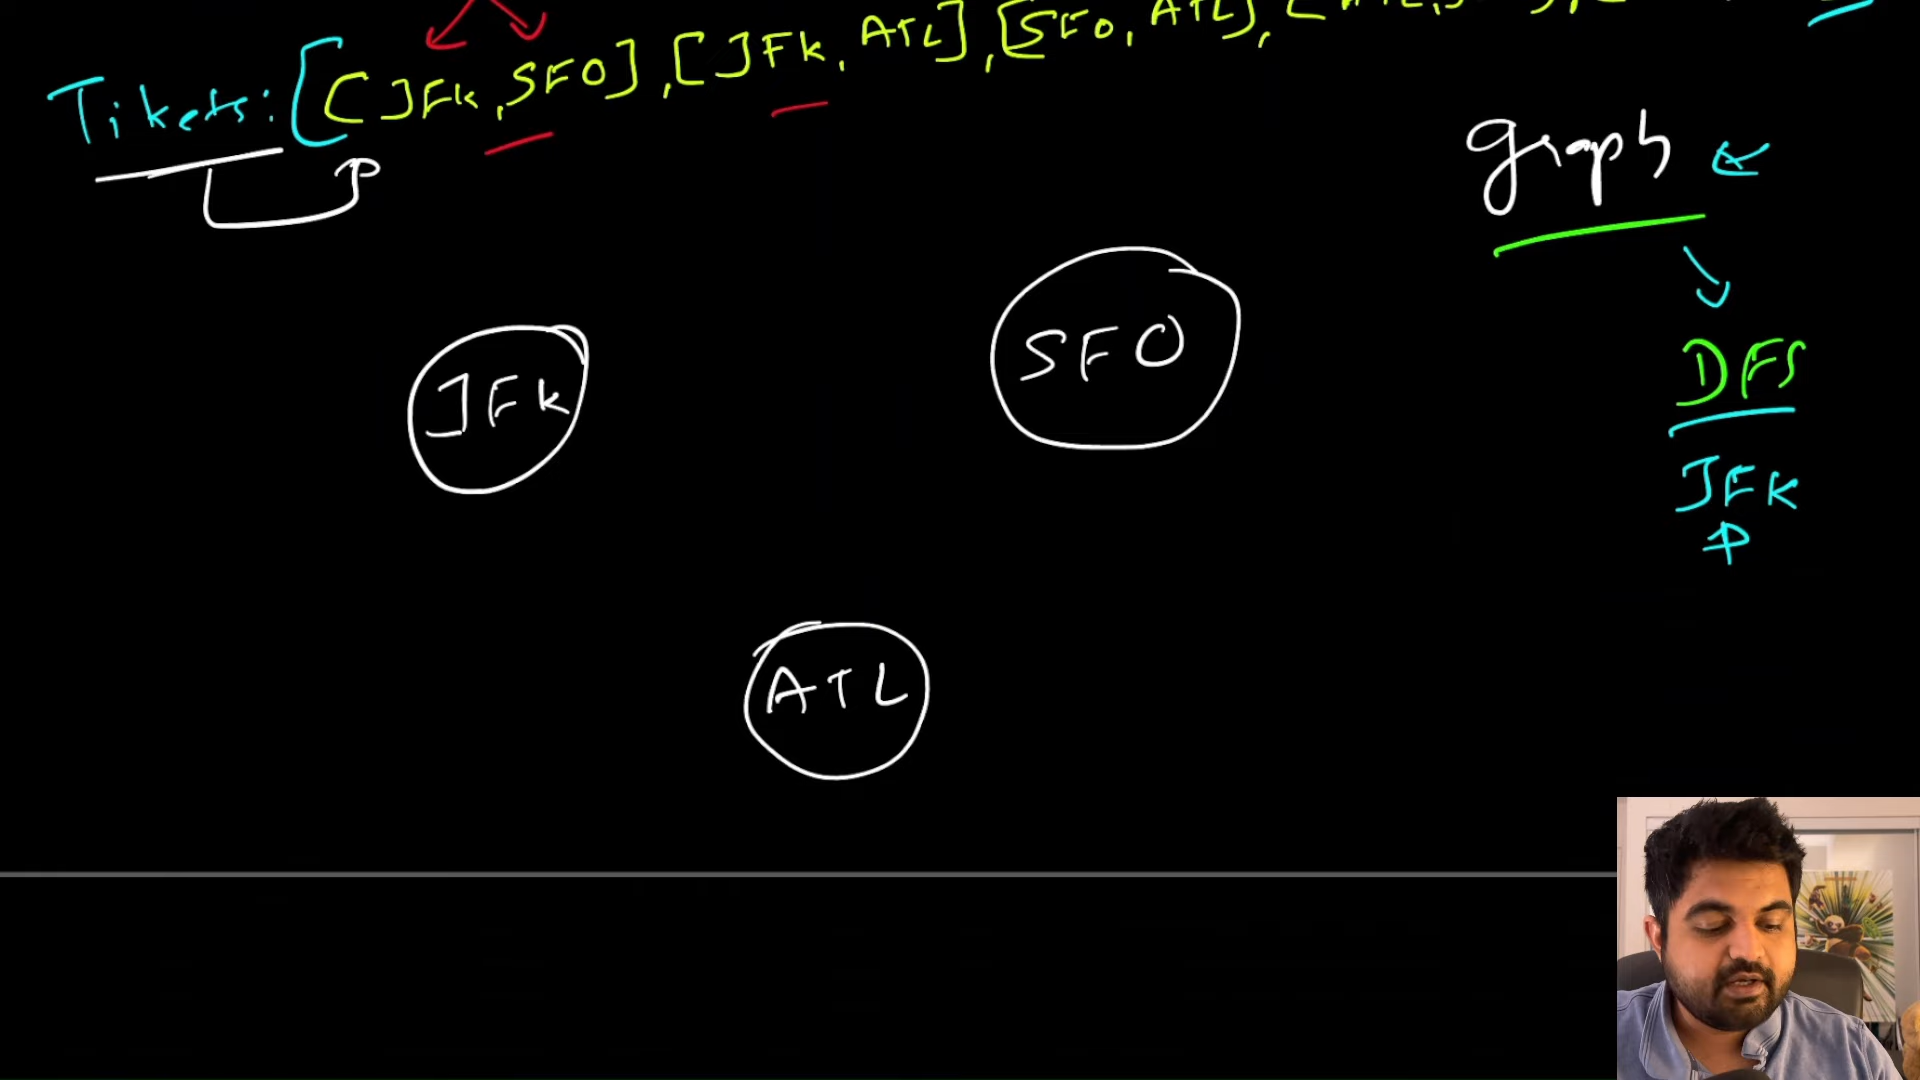 Tikets: [[JFK, SFO], [JFK, ATL], [SFO, ATL],
graph
DFS
JFK
JFK
SFO
ATL